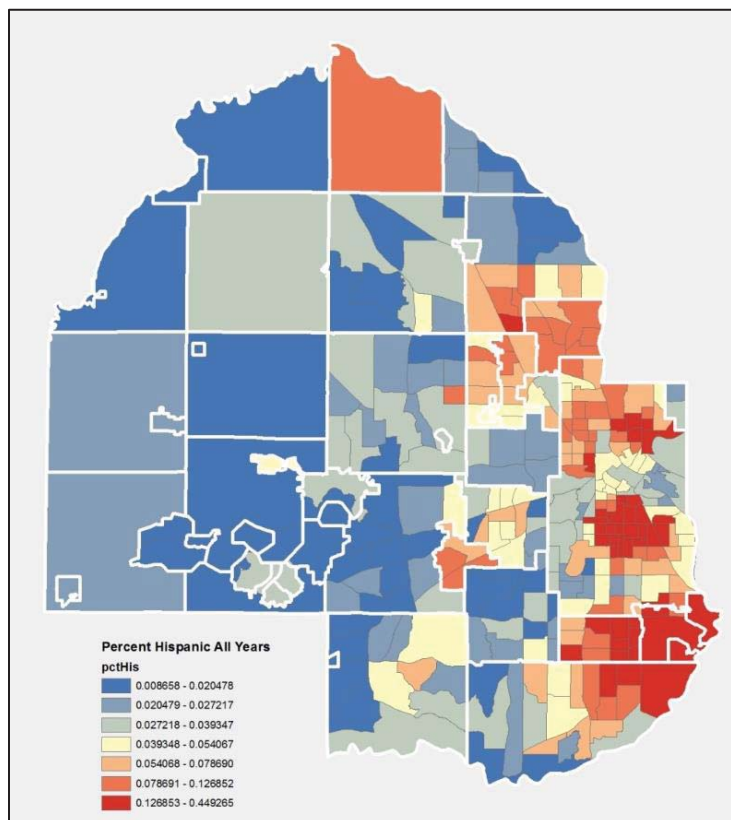 Percent Hispanic All Years
pctHis
0.008658 - 0.020478
0.020479 - 0.027217
0.027218 - 0.039347
0.039348 - 0.054067
0.054068 - 0.078690
0.078691 - 0.126852
0.126853 - 0.449265